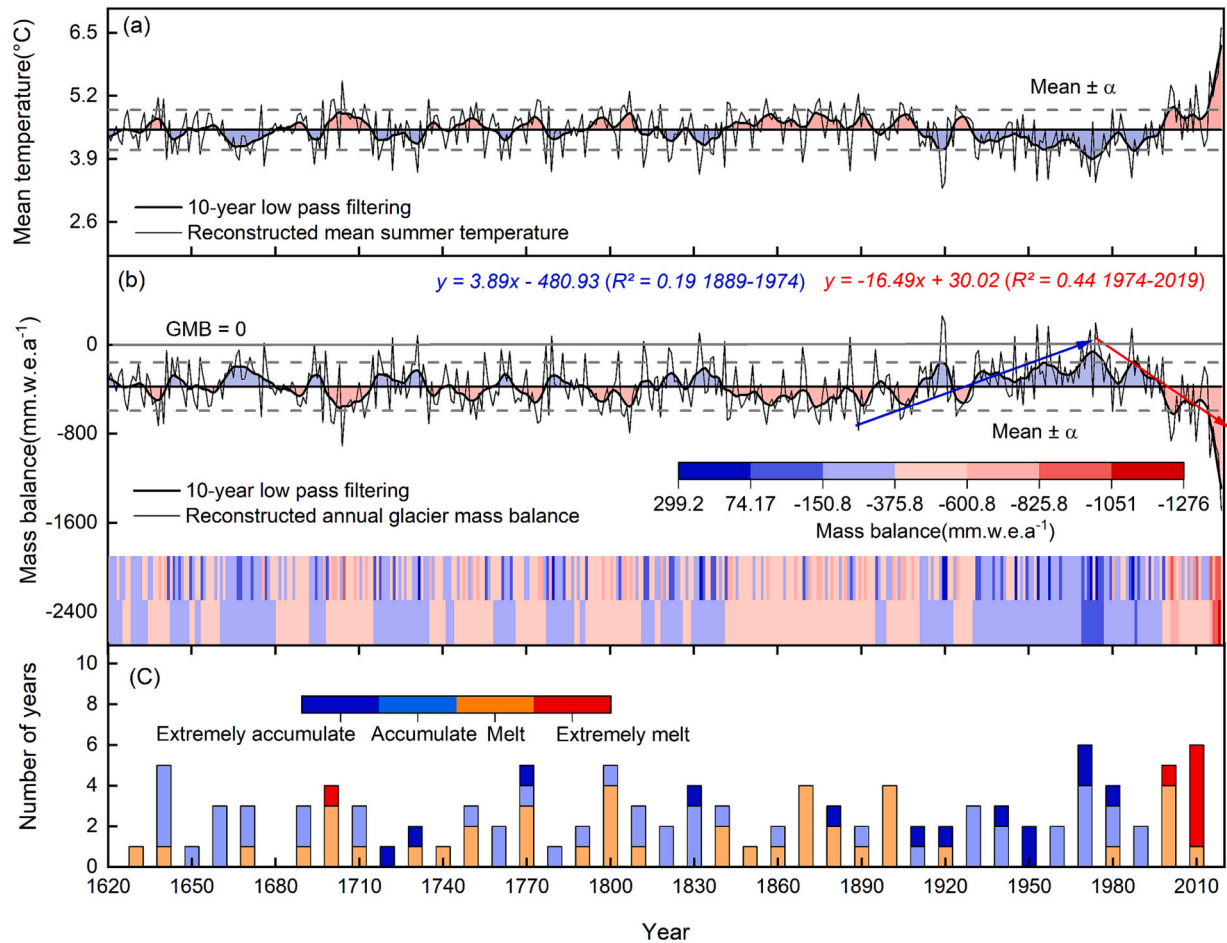 (a)
6.5
5.2
3.9
2.6
Mean temperature(°C)
Mean ± α
10-year low pass filtering
Reconstructed mean summer temperature
(b)
y = 3.89x - 480.93 (R² = 0.19 1889-1974)
y = -16.49x + 30.02 (R² = 0.44 1974-2019)
GMB = 0
0
-800
-1600
-2400
Mass balance(mm.w.e.a⁻¹)
Mean ± α
10-year low pass filtering
Reconstructed annual glacier mass balance
299.2 74.17 -150.8 -375.8 -600.8 -825.8 -1051 -1276
Mass balance(mm.w.e.a⁻¹)
(C)
10
8
6
4
2
0
Number of years
Extremely accumulate Accumulate Melt Extremely melt
1620 1650 1680 1710 1740 1770 1800 1830 1860 1890 1920 1950 1980 2010
Year